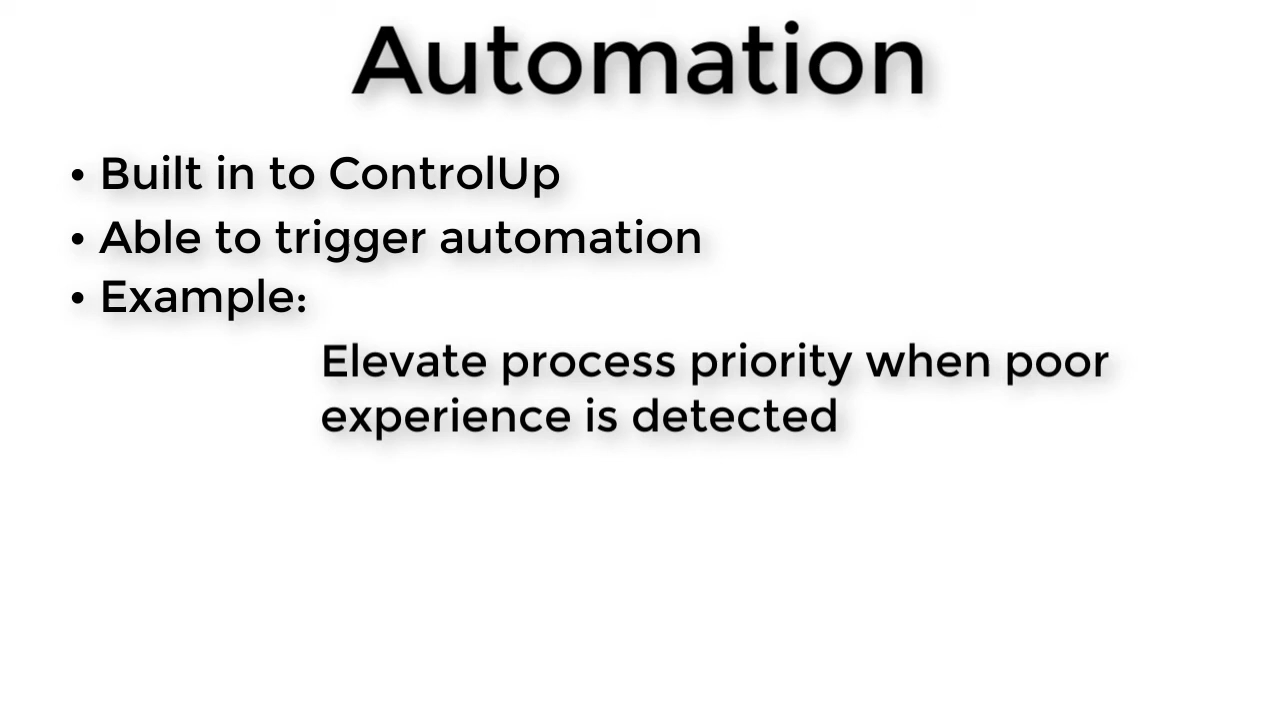 Automation
• Built in to ControlUp
• Able to trigger automation
• Example:
Elevate process priority when poor
experience is detected